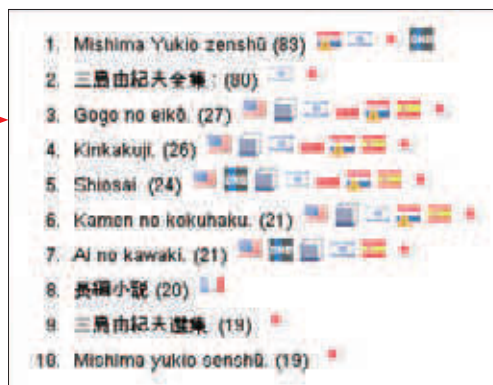 1. Mishima Yukio zenshū (83)
2. 三島由紀夫全集 : (80)
3. Gogo no eikō. (27)
4. Kinkakuji. (26)
5. Shiosai. (24)
6. Kamen no kokuhaku. (21)
7. Ai no kawaki. (21)
8. 長編小説 (20)
9. 三島由紀夫選集. (19)
10. Mishima yukio senshū. (19)